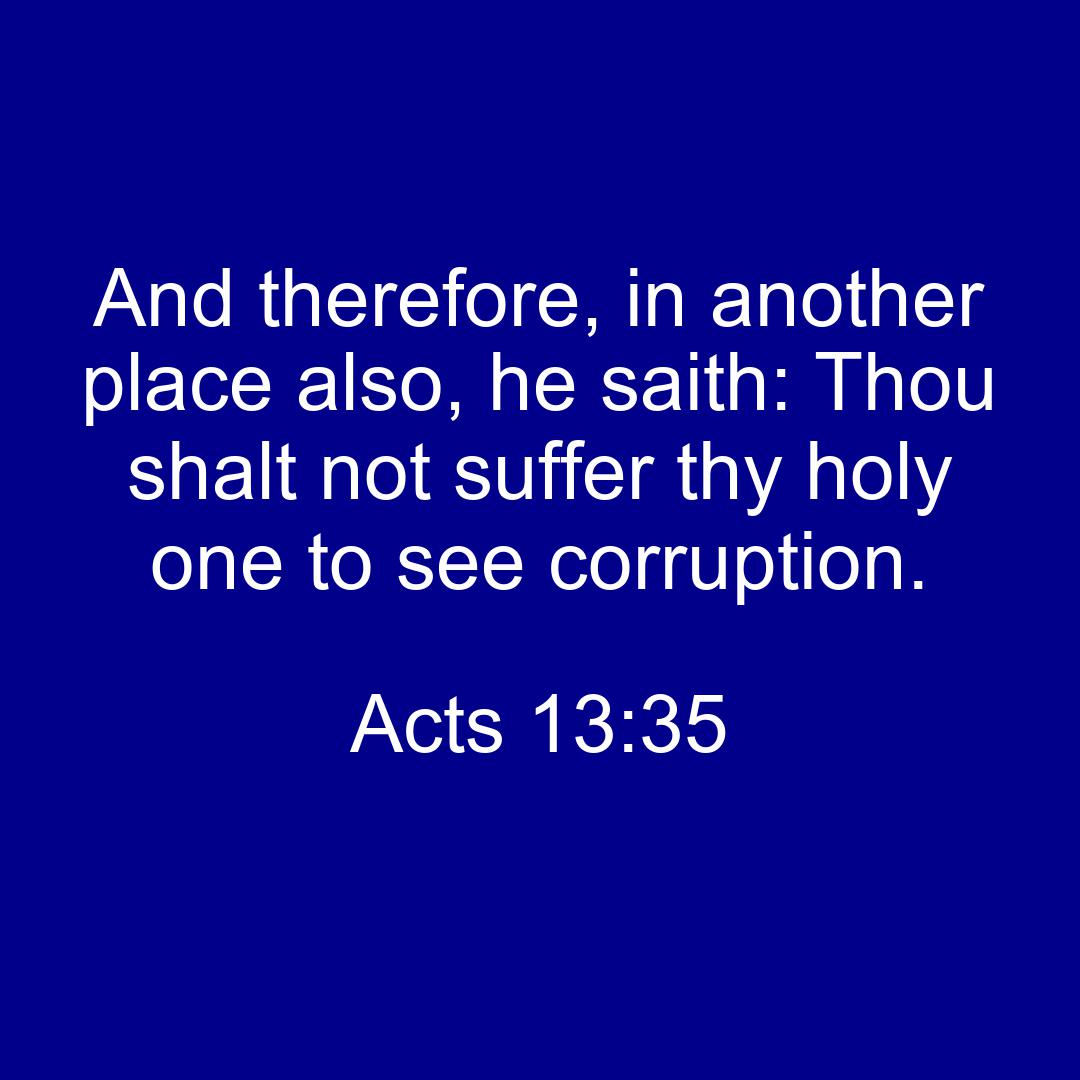 And therefore, in another
place also, he saith: Thou
shalt not suffer thy holy
one to see corruption.
Acts 13:35